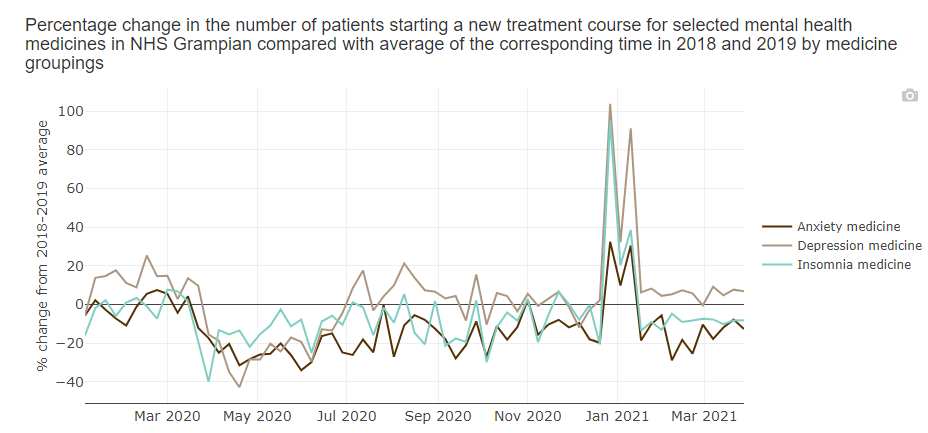 Percentage change in the number of patients starting a new treatment course for selected mental health
medicines in NHS Grampian compared with average of the corresponding time in 2018 and 2019 by medicine
groupings
% change from 2018-2019 average
100
80
60
40
20
0
−20
−40
Mar 2020
May 2020
Jul 2020
Sep 2020
Nov 2020
Jan 2021
Mar 2021
Anxiety medicine
Depression medicine
Insomnia medicine